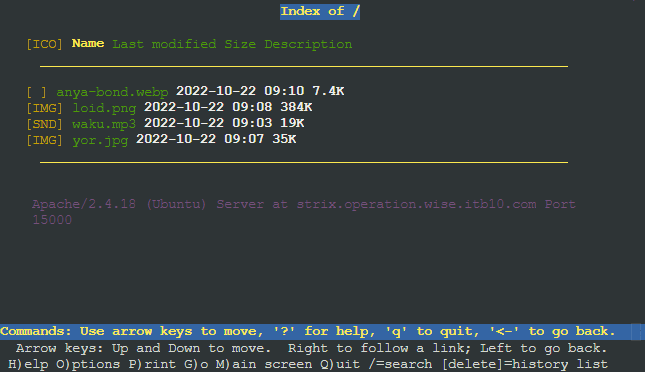 Index of /
[ICO] Name Last modified Size Description
[ ] anya-bond.webp 2022-10-22 09:10 7.4K
[IMG] loid.png 2022-10-22 09:08 384K
[SND] waku.mp3 2022-10-22 09:03 19K
[IMG] yor.jpg 2022-10-22 09:07 35K
Apache/2.4.18 (Ubuntu) Server at strix.operation.wise.itb10.com Port
15000
Commands: Use arrow keys to move, '?' for help, 'q' to quit, '<-' to go back.
Arrow keys: Up and Down to move. Right to follow a link; Left to go back.
H)elp O)ptions P)rint G)o M)ain screen Q)uit /=search [delete]=history list